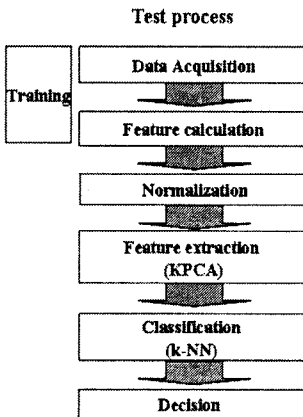 Test process
Data Acquisition
Training
Feature calculation
Normalization
Feature extraction
(KPCA)
Classification
(k-NN)
Decision